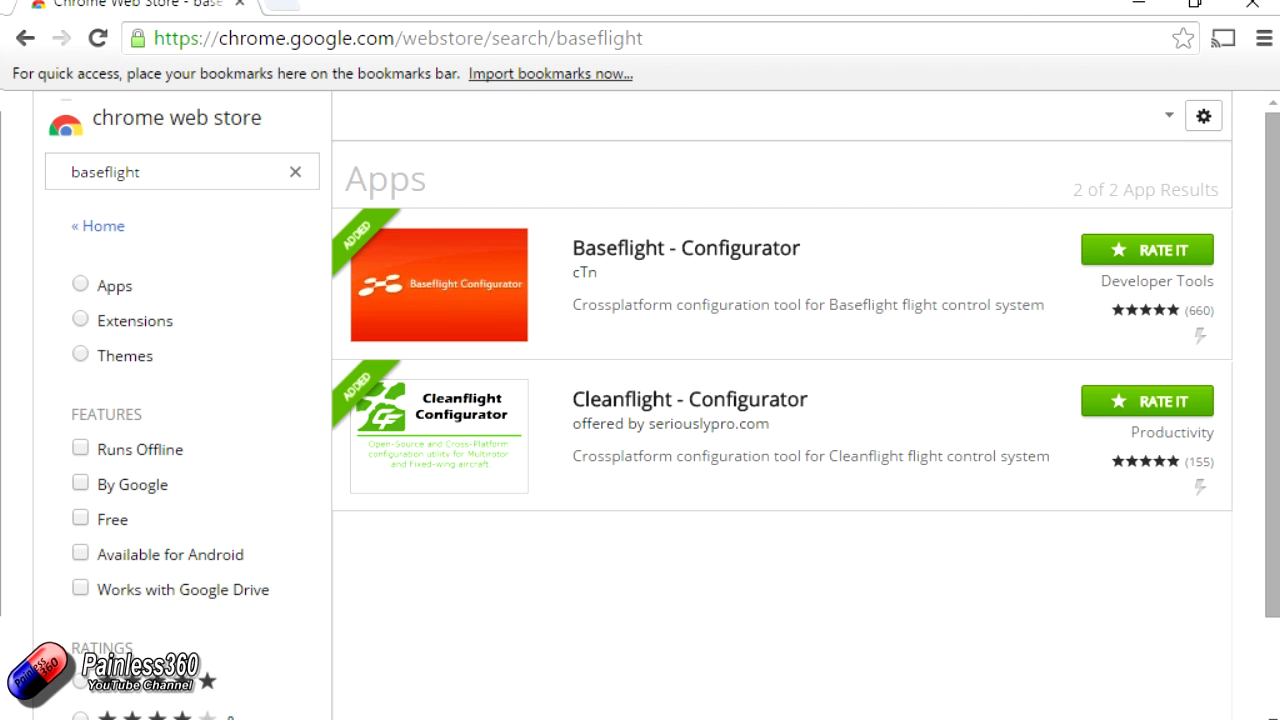 Chrome Web Store - base
https://chrome.google.com/webstore/search/baseflight
For quick access, place your bookmarks here on the bookmarks bar. Import bookmarks now...
chrome web store
baseflight
« Home
Apps
Extensions
Themes
FEATURES
Runs Offline
By Google
Free
Available for Android
Works with Google Drive
RATINGS
Apps
2 of 2 App Results
ADDED
Baseflight Configurator
Baseflight - Configurator
cTn
Crossplatform configuration tool for Baseflight flight control system
RATE IT
Developer Tools
(660)
ADDED
Cleanflight
Configurator
Open-Source and Cross-Platform
configuration utility for Multirotor
and Fixed-wing aircraft.
Cleanflight - Configurator
offered by seriouslypro.com
Crossplatform configuration tool for Cleanflight flight control system
RATE IT
Productivity
(155)
Painless
360
Painless360
YouTube Channel